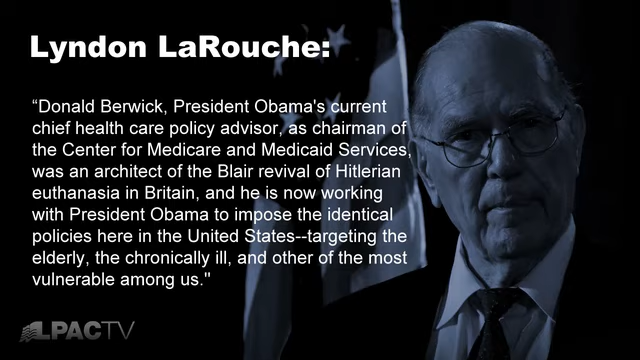 Lyndon LaRouche:
“Donald Berwick, President Obama's current
chief health care policy advisor, as chairman of
the Center for Medicare and Medicaid Services,
was an architect of the Blair revival of Hitlerian
euthanasia in Britain, and he is now working
with President Obama to impose the identical
policies here in the United States--targeting the
elderly, the chronically ill, and other of the most
vulnerable among us."
LPACTV